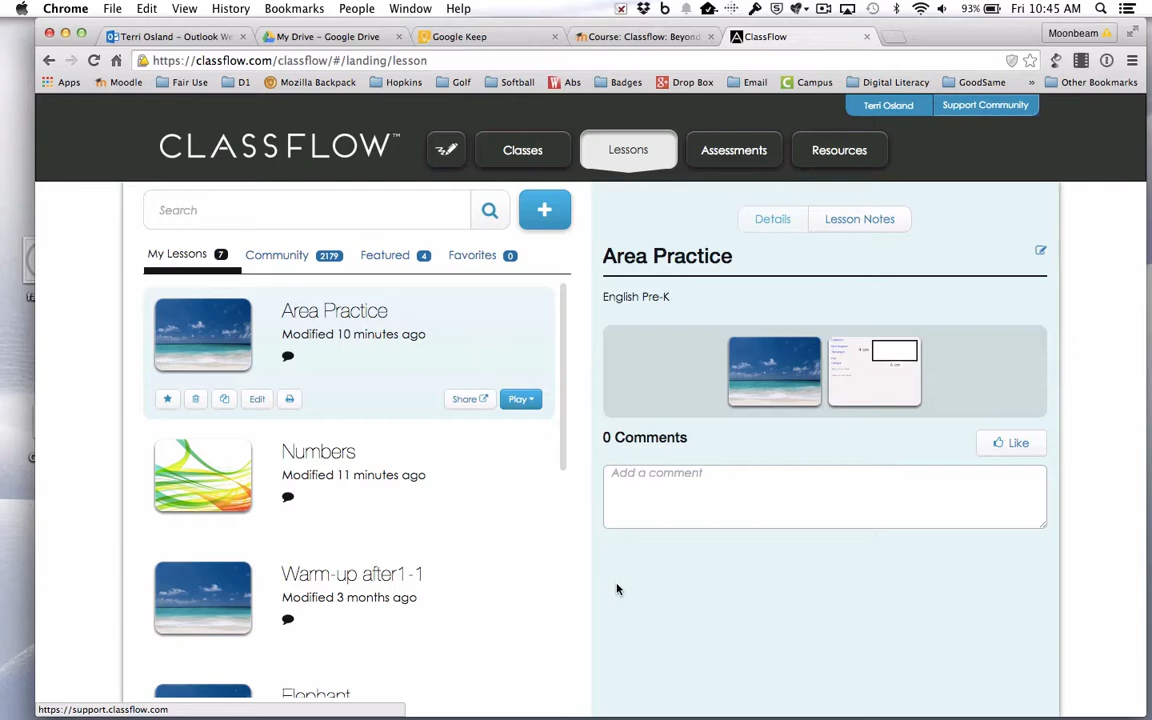 Chrome File Edit View History Bookmarks People Window Help 93% Fri 10:45 AM
Terri Osland – Outlook We × My Drive – Google Drive × Google Keep × Course: Classflow: Beyond × ClassFlow × Moonbeam
https://classflow.com/classflow/#/landing/lesson
Apps Moodle Fair Use D1 Mozilla Backpack Hopkins Golf Softball Abs Badges Drop Box Email Campus Digital Literacy GoodSame » Other Bookmarks
Terri Osland Support Community
CLASSFLOW™ Classes Lessons Assessments Resources
Search +
Details Lesson Notes
My Lessons 7 Community 2179 Featured 4 Favorites 0
Area Practice
English Pre-K
Area Practice
Modified 10 minutes ago
Edit Share Play
0 Comments
Like
Add a comment
Numbers
Modified 11 minutes ago
Warm-up after1-1
Modified 3 months ago
Elephant
https://support.classflow.com